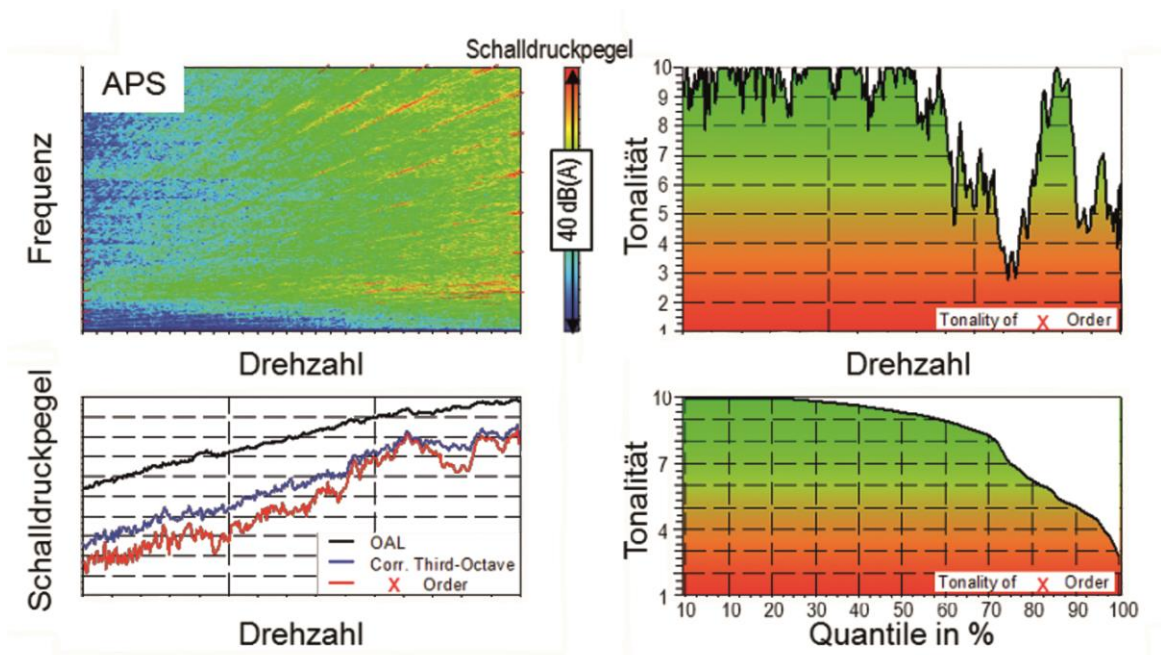 Schalldruckpegel
APS
Frequenz
40 dB(A)
Drehzahl
Tonalität
10
9
8
7
6
5
4
3
2
1
Tonality of X Order
Drehzahl
Schalldruckpegel
OAL
Corr. Third-Octave
X Order
Drehzahl
Tonalität
10
7
4
1
Tonality of X Order
10 10 20 30 40 50 60 70 80 90 100
Quantile in %